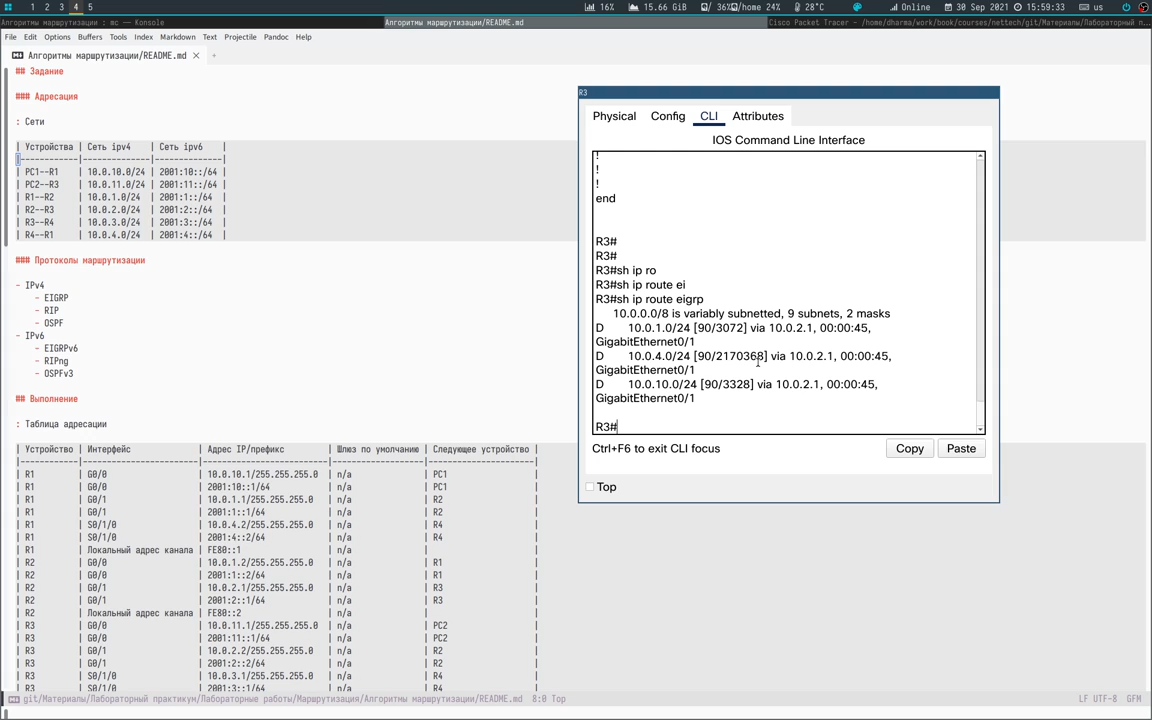 1 2 3 4 5 16% 15.66 GiB / 36% /home 24% 28°C Online 30 Sep 2021 15:59:33 us
Алгоритмы маршрутизации : mc — Konsole
Алгоритмы маршрутизации/README.md
Cisco Packet Tracer - /home/dharma/work/book/courses/nettech/git/Материалы/Лабораторный п...
File Edit Options Buffers Tools Index Markdown Text Projectile Pandoc Help
Алгоритмы маршрутизации/README.md × +
## Задание
### Адресация
: Сети
| Устройства | Сеть ipv4 | Сеть ipv6 |
|------------|--------------|--------------|
| PC1--R1 | 10.0.10.0/24 | 2001:10::/64 |
| PC2--R3 | 10.0.11.0/24 | 2001:11::/64 |
| R1--R2 | 10.0.1.0/24 | 2001:1::/64 |
| R2--R3 | 10.0.2.0/24 | 2001:2::/64 |
| R3--R4 | 10.0.3.0/24 | 2001:3::/64 |
| R4--R1 | 10.0.4.0/24 | 2001:4::/64 |
### Протоколы маршрутизации
- IPv4
- EIGRP
- RIP
- OSPF
- IPv6
- EIGRPv6
- RIPng
- OSPFv3
## Выполнение
: Таблица адресации
| Устройство | Интерфейс | Адрес IP/префикс | Шлюз по умолчанию | Следующее устройство |
|------------|------------------------|-------------------------|-------------------|----------------------|
| R1 | G0/0 | 10.0.10.1/255.255.255.0 | n/a | PC1 |
| R1 | G0/0 | 2001:10::1/64 | n/a | PC1 |
| R1 | G0/1 | 10.0.1.1/255.255.255.0 | n/a | R2 |
| R1 | G0/1 | 2001:1::1/64 | n/a | R2 |
| R1 | S0/1/0 | 10.0.4.2/255.255.255.0 | n/a | R4 |
| R1 | S0/1/0 | 2001:4::2/64 | n/a | R4 |
| R1 | Локальный адрес канала | FE80::1 | n/a | |
| R2 | G0/0 | 10.0.1.2/255.255.255.0 | n/a | R1 |
| R2 | G0/0 | 2001:1::2/64 | n/a | R1 |
| R2 | G0/1 | 10.0.2.1/255.255.255.0 | n/a | R3 |
| R2 | G0/1 | 2001:2::1/64 | n/a | R3 |
| R2 | Локальный адрес канала | FE80::2 | n/a | |
| R3 | G0/0 | 10.0.11.1/255.255.255.0 | n/a | PC2 |
| R3 | G0/0 | 2001:11::1/64 | n/a | PC2 |
| R3 | G0/1 | 10.0.2.2/255.255.255.0 | n/a | R2 |
| R3 | G0/1 | 2001:2::2/64 | n/a | R2 |
| R3 | S0/1/0 | 10.0.3.1/255.255.255.0 | n/a | R4 |
| R3 | S0/1/0 | 2001:3::1/64 | n/a | R4 |
git/Материалы/Лабораторный практикум/Лабораторные работы/Маршрутизация/Алгоритмы маршрутизации/README.md 8:0 Top
LF UTF-8 GFM
R3
Physical Config CLI Attributes
IOS Command Line Interface
!
!
!
end
R3#
R3#
R3#sh ip ro
R3#sh ip route ei
R3#sh ip route eigrp
10.0.0.0/8 is variably subnetted, 9 subnets, 2 masks
D 10.0.1.0/24 [90/3072] via 10.0.2.1, 00:00:45,
GigabitEthernet0/1
D 10.0.4.0/24 [90/2170368] via 10.0.2.1, 00:00:45,
GigabitEthernet0/1
D 10.0.10.0/24 [90/3328] via 10.0.2.1, 00:00:45,
GigabitEthernet0/1
R3#
Ctrl+F6 to exit CLI focus
Copy Paste
Top